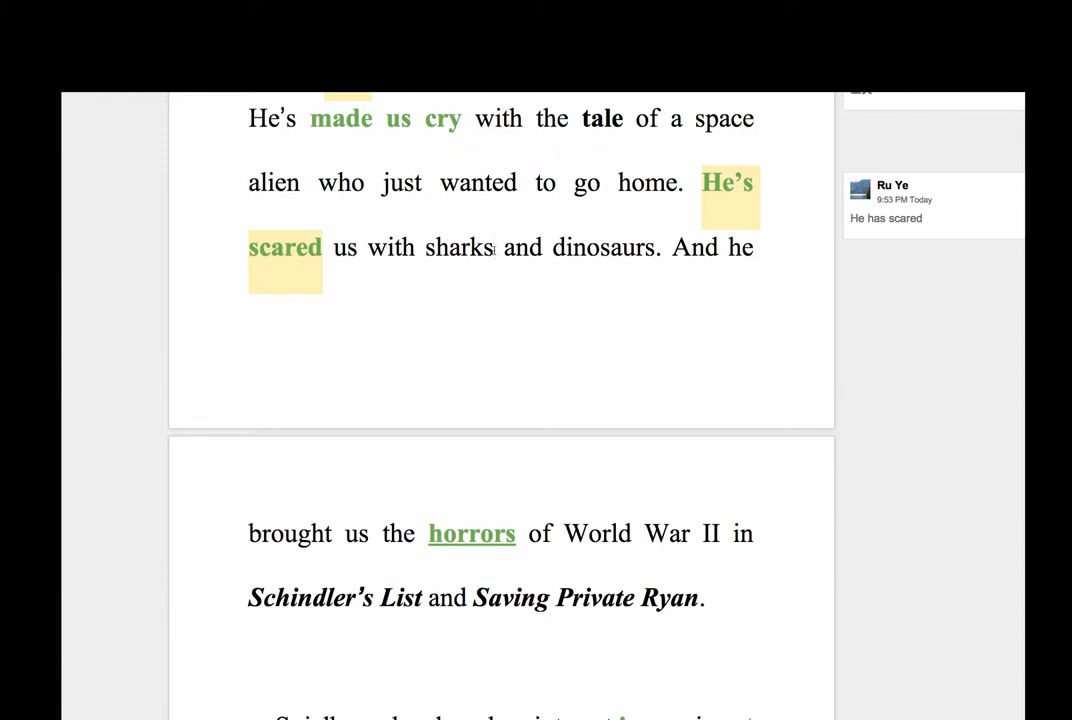 He’s made us cry with the tale of a space
alien who just wanted to go home. He’s
scared us with sharks and dinosaurs. And he
brought us the horrors of World War II in
Schindler’s List and Saving Private Ryan.
Ru Ye
9:53 PM Today
He has scared